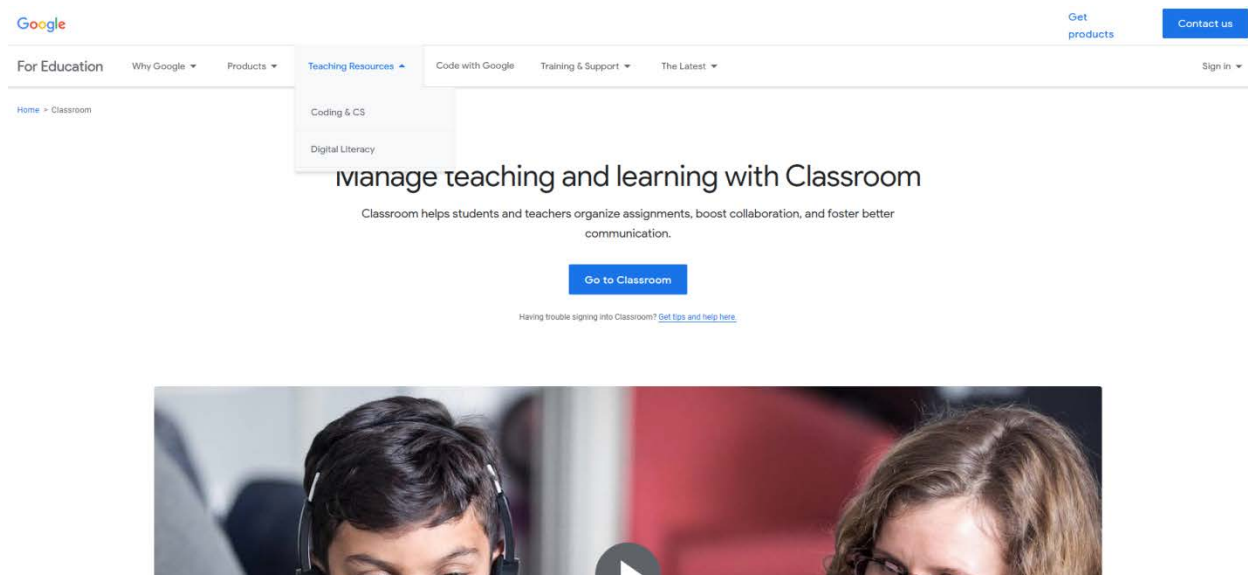 Google
Get
products
Contact us
For Education
Why Google
Products
Teaching Resources
Code with Google
Training & Support
The Latest
Sign in
Home > Classroom
Coding & CS
Digital Literacy
Manage teaching and learning with Classroom
Classroom helps students and teachers organize assignments, boost collaboration, and foster better
communication.
Go to Classroom
Having trouble signing into Classroom? Get tips and help here.